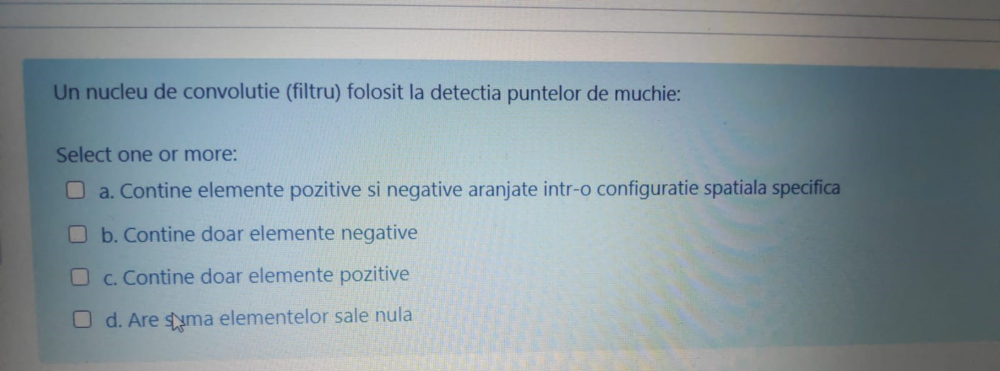 Un nucleu de convolutie (filtru) folosit la detectia puntelor de muchie:
Select one or more:
a. Contine elemente pozitive si negative aranjate intr-o configuratie spatiala specifica
b. Contine doar elemente negative
c. Contine doar elemente pozitive
d. Are suma elementelor sale nula